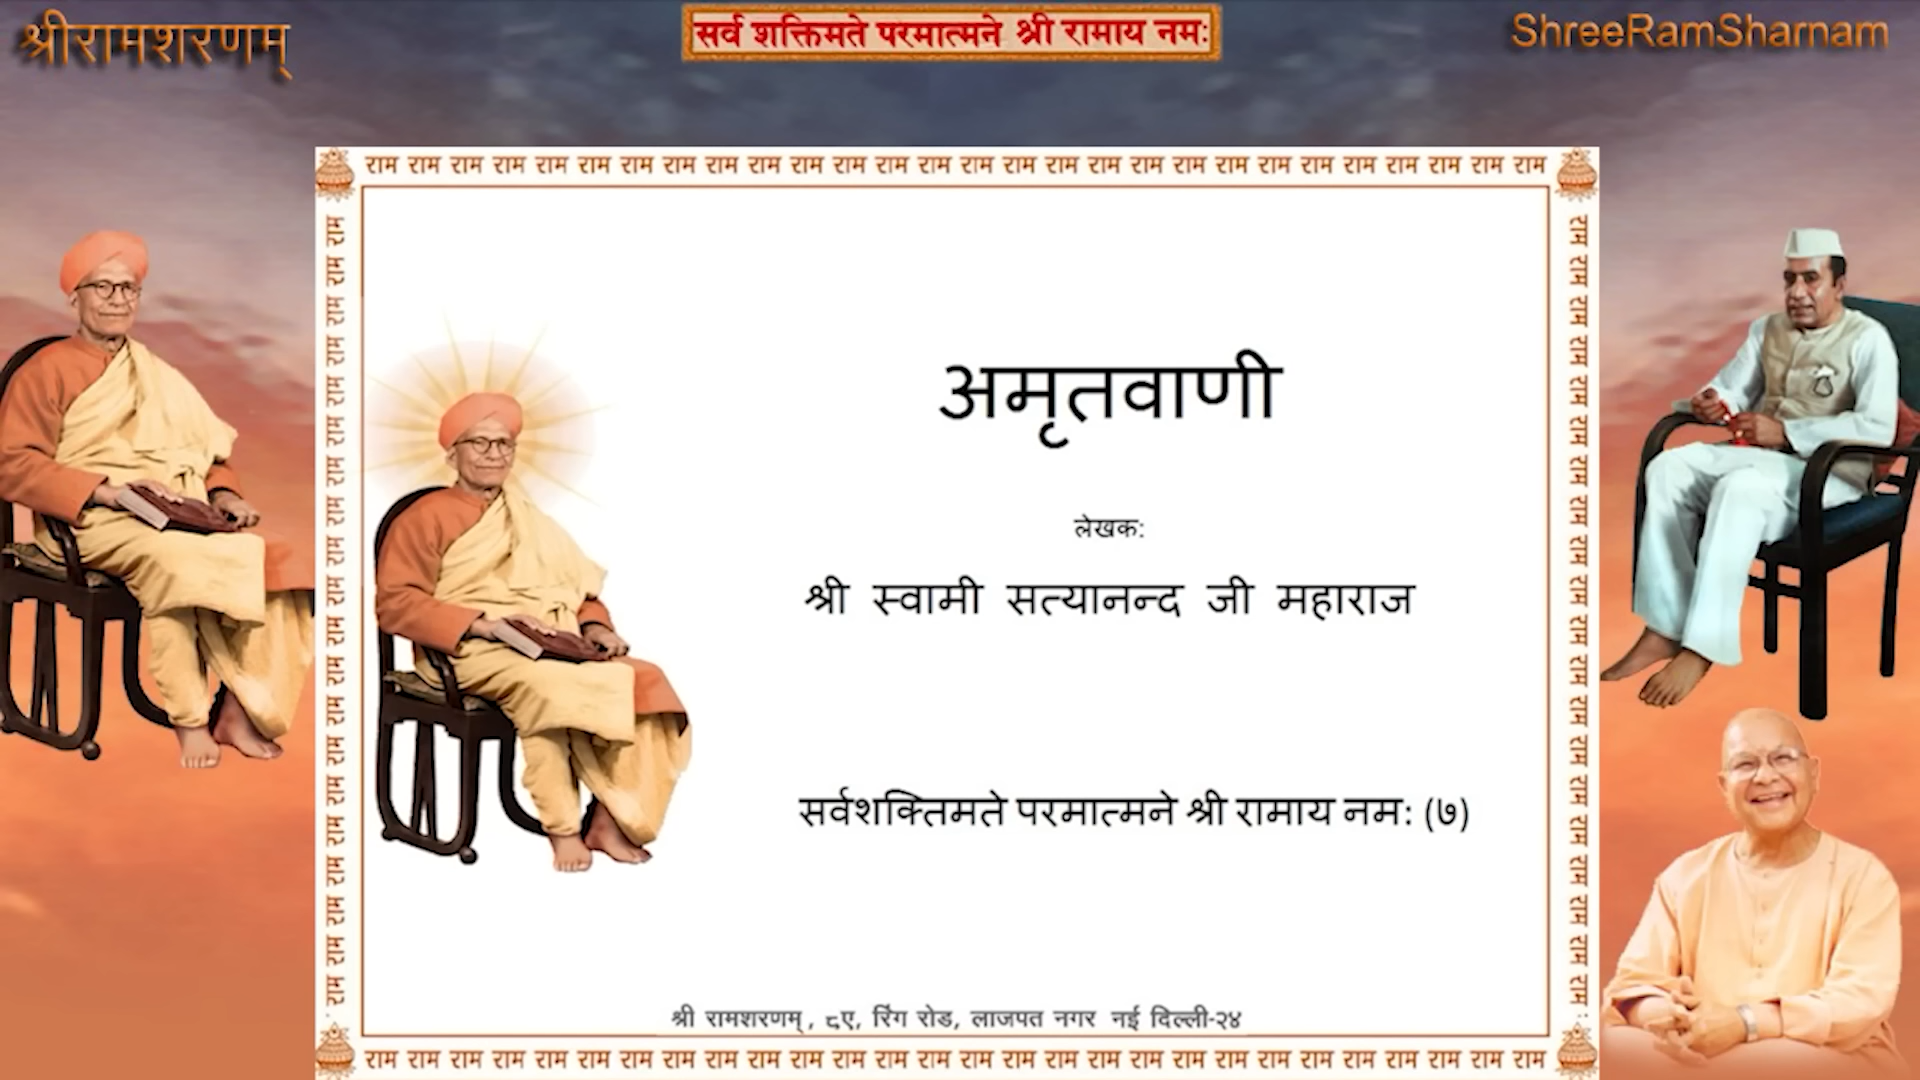 श्रीरामशरणम्
सर्व शक्तिमते परमात्मने श्री रामाय नमः
ShreeRamSharnam
राम राम राम राम राम राम राम राम राम राम राम राम राम राम राम राम राम राम राम राम राम राम राम राम राम राम राम राम
राम राम राम राम राम राम राम राम राम राम राम राम राम राम राम राम राम राम राम राम
अमृतवाणी
लेखक:
श्री स्वामी सत्यानन्द जी महाराज
सर्वशक्तिमते परमात्मने श्री रामाय नमः (७)
श्री रामशरणम् , ८ए, रिंग रोड, लाजपत नगर नई दिल्ली-२४
राम राम राम राम राम राम राम राम राम राम राम राम राम राम राम राम राम राम राम राम
राम राम राम राम राम राम राम राम राम राम राम राम राम राम राम राम राम राम राम राम राम राम राम राम राम राम राम राम